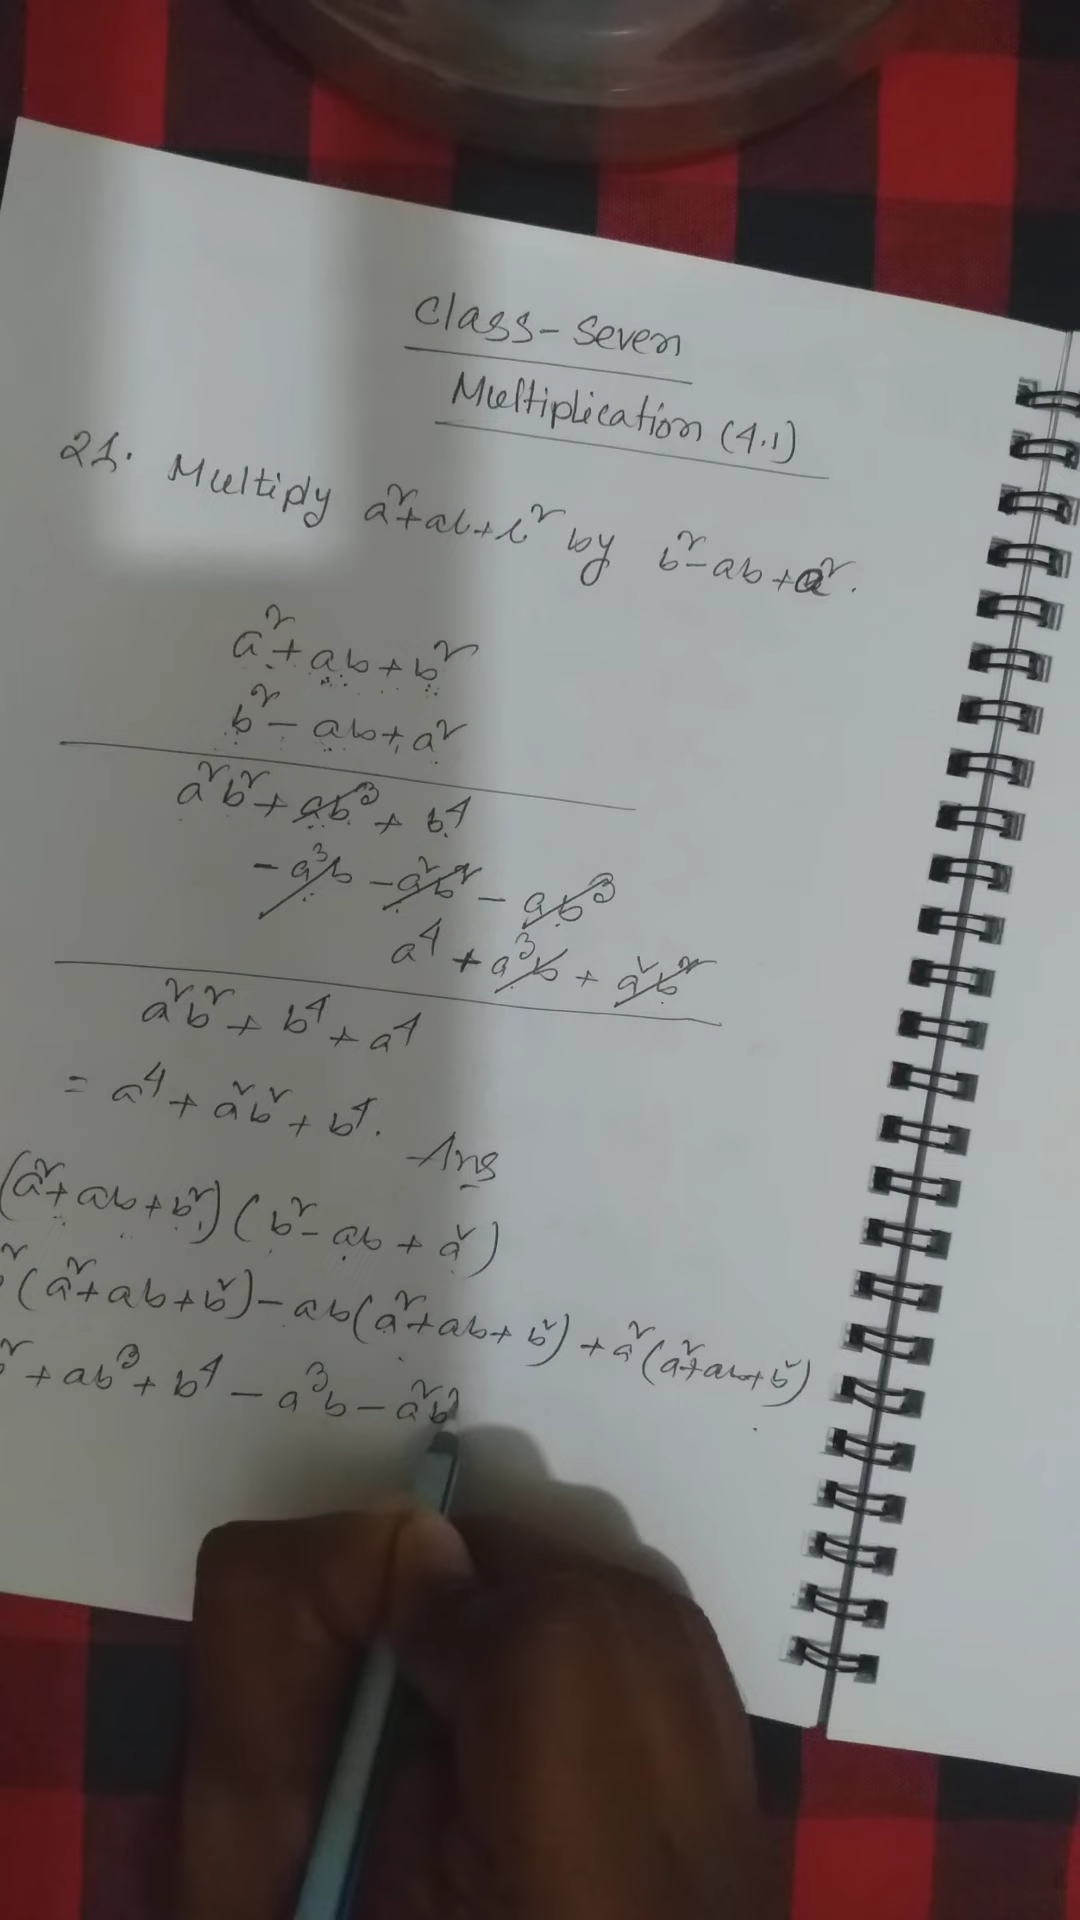 Class-Seven
Multiplication (4.1)
21. Multiply a²+ab+b² by b²-ab+a².
a²+ab+b²
b²-ab+a²
a²b²+ab³+b⁴
-a³b-a²b²-ab³
a⁴+a³b+a²b²
a²b²+b⁴+a⁴
=a⁴+a²b²+b⁴. Ans
(a²+ab+b²)(b²-ab+a²)
(a²+ab+b²)-ab(a²+ab+b²)+a²(a²+ab+b²)
+ab³+b⁴-a³b-a²b²